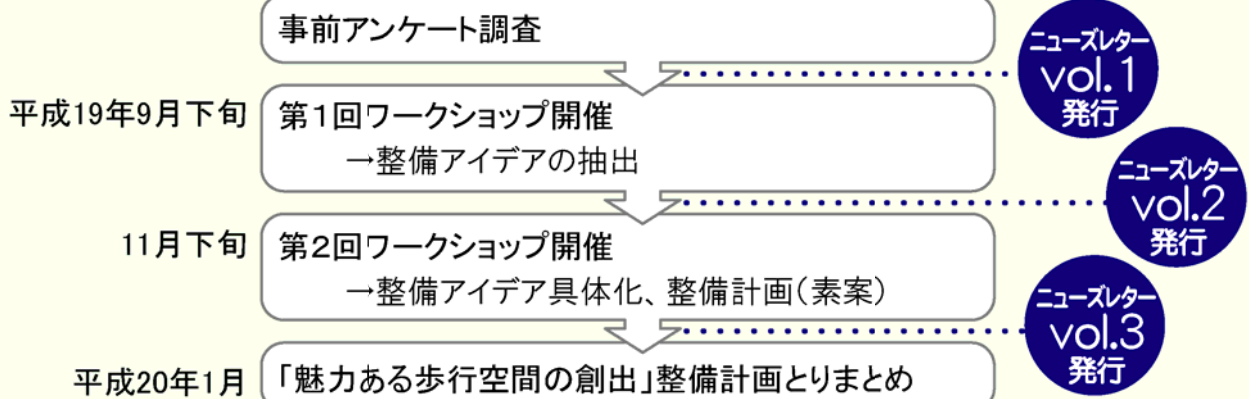 事前アンケート調査
ニューズレター
vol.1
発行
平成19年9月下旬
第1回ワークショップ開催
→整備アイデアの抽出
ニューズレター
vol.2
発行
11月下旬
第2回ワークショップ開催
→整備アイデア具体化、整備計画(素案)
ニューズレター
vol.3
発行
平成20年1月
「魅力ある歩行空間の創出」整備計画とりまとめ